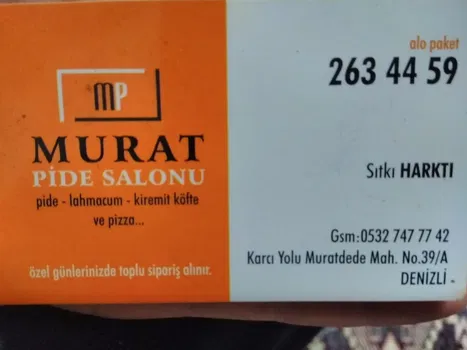 MP
MURAT
PİDE SALONU
pide - lahmacun - kiremit köfte
ve pizza...
özel günlerinizde toplu sipariş alınır.
alo paket
263 44 59
Sıtkı HARKTI
Gsm:0532 747 77 42
Karcı Yolu Muratdede Mah. No.39/A
DENİZLİ -